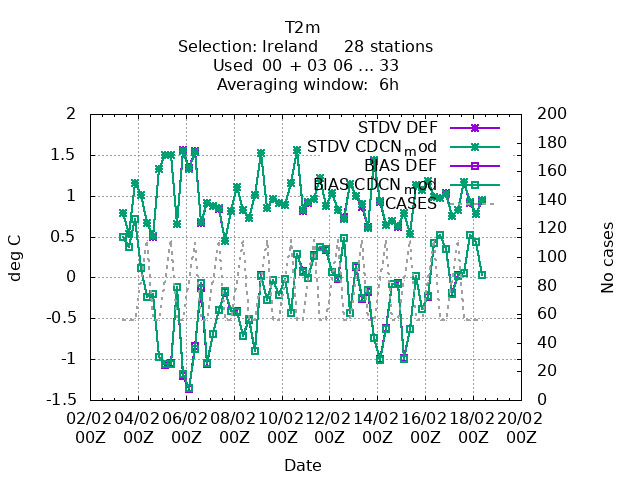 T2m
Selection: Ireland     28 stations
Used  00 + 03 06 ... 33
Averaging window:  6h
deg C
No cases
2
1.5
1
0.5
0
-0.5
-1
-1.5
200
180
160
140
120
100
80
60
40
20
0
STDV DEF
STDV CDCNmod
BIAS DEF
BIAS CDCNmod
CASES
02/02 04/02 06/02 08/02 10/02 12/02 14/02 16/02 18/02 20/02
00Z 00Z 00Z 00Z 00Z 00Z 00Z 00Z 00Z 00Z
Date